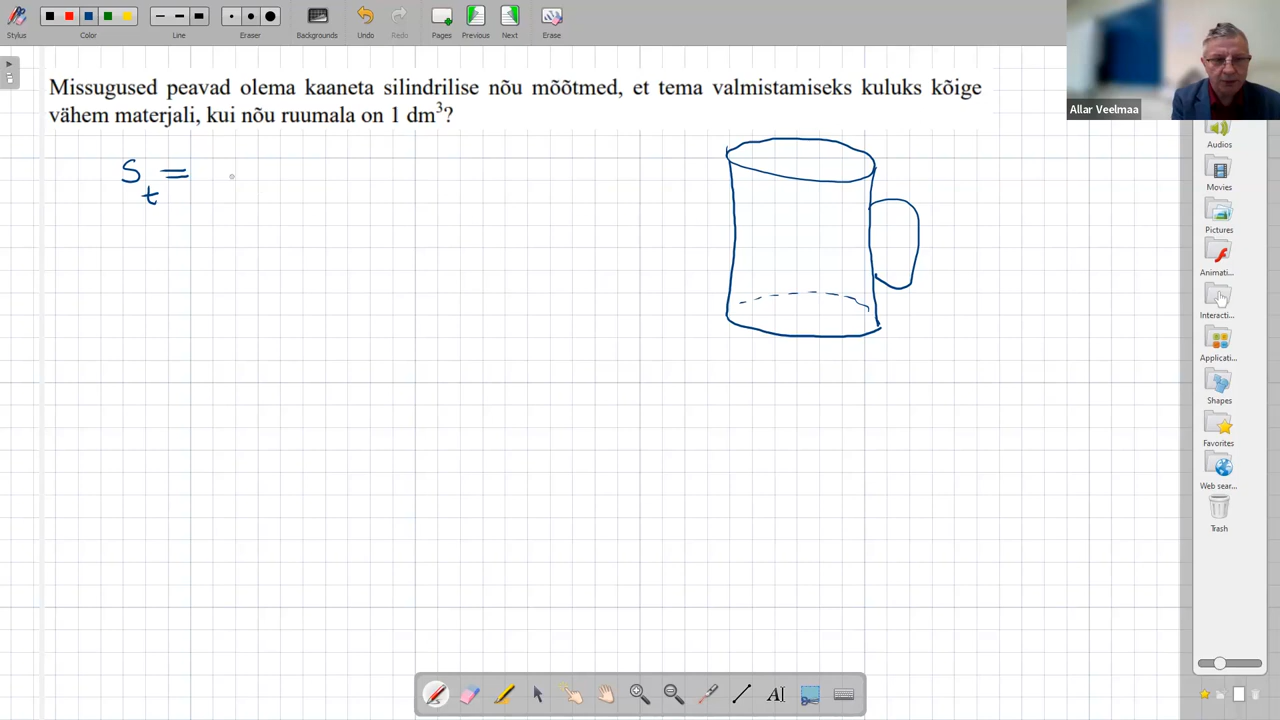 Stylus
Color
Line
Eraser
Backgrounds
Undo
Redo
Pages
Previous
Next
Erase
Allar Veelmaa
Missugused peavad olema kaaneta silindrilise nõu mõõtmed, et tema valmistamiseks kuluks kõige
vähem materjali, kui nõu ruumala on 1 dm³?
S_t =
Audios
Movies
Pictures
Animati...
Interacti...
Applicat...
Shapes
Favorites
Web sear...
Trash
AI